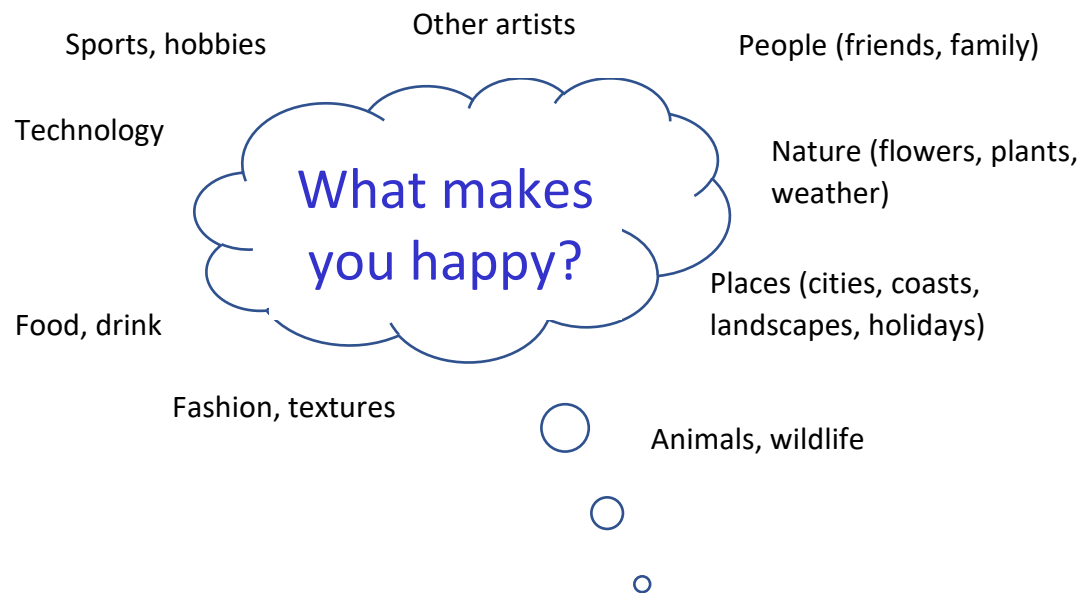 Other artists
Sports, hobbies
People (friends, family)
Technology
Nature (flowers, plants,
weather)
What makes
you happy?
Places (cities, coasts,
landscapes, holidays)
Food, drink
Fashion, textures
Animals, wildlife